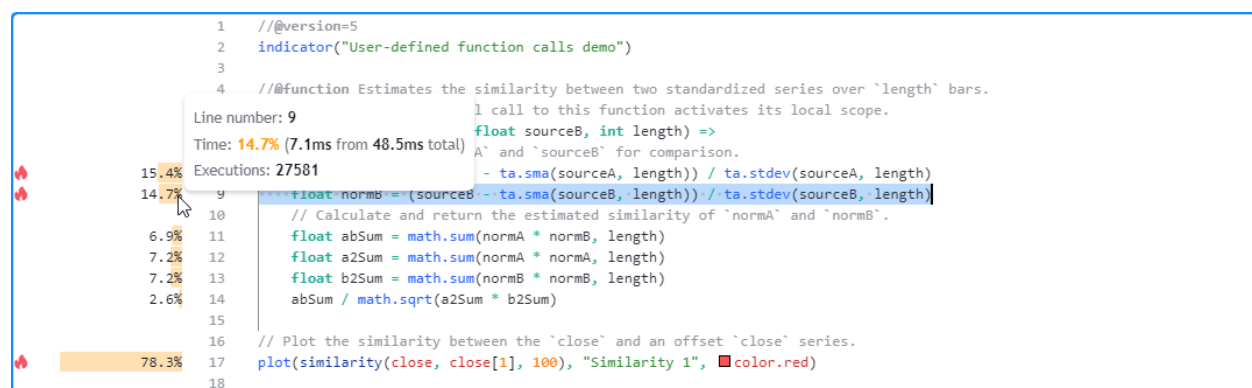 1 //@version=5
2 indicator("User-defined function calls demo")
3
4 //@function Estimates the similarity between two standardized series over `length` bars.
l call to this function activates its local scope.
float sourceB, int length) =>
A` and `sourceB` for comparison.
Line number: 9
Time: 14.7% (7.1ms from 48.5ms total)
Executions: 27581
15.4% - ta.sma(sourceA, length)) / ta.stdev(sourceA, length)
14.7% 9 float normB = (sourceB - ta.sma(sourceB, length)) / ta.stdev(sourceB, length)
10 // Calculate and return the estimated similarity of `normA` and `normB`.
6.9% 11 float abSum = math.sum(normA * normB, length)
7.2% 12 float a2Sum = math.sum(normA * normA, length)
7.2% 13 float b2Sum = math.sum(normB * normB, length)
2.6% 14 abSum / math.sqrt(a2Sum * b2Sum)
15
16 // Plot the similarity between the `close` and an offset `close` series.
78.3% 17 plot(similarity(close, close[1], 100), "Similarity 1", color.red)
18